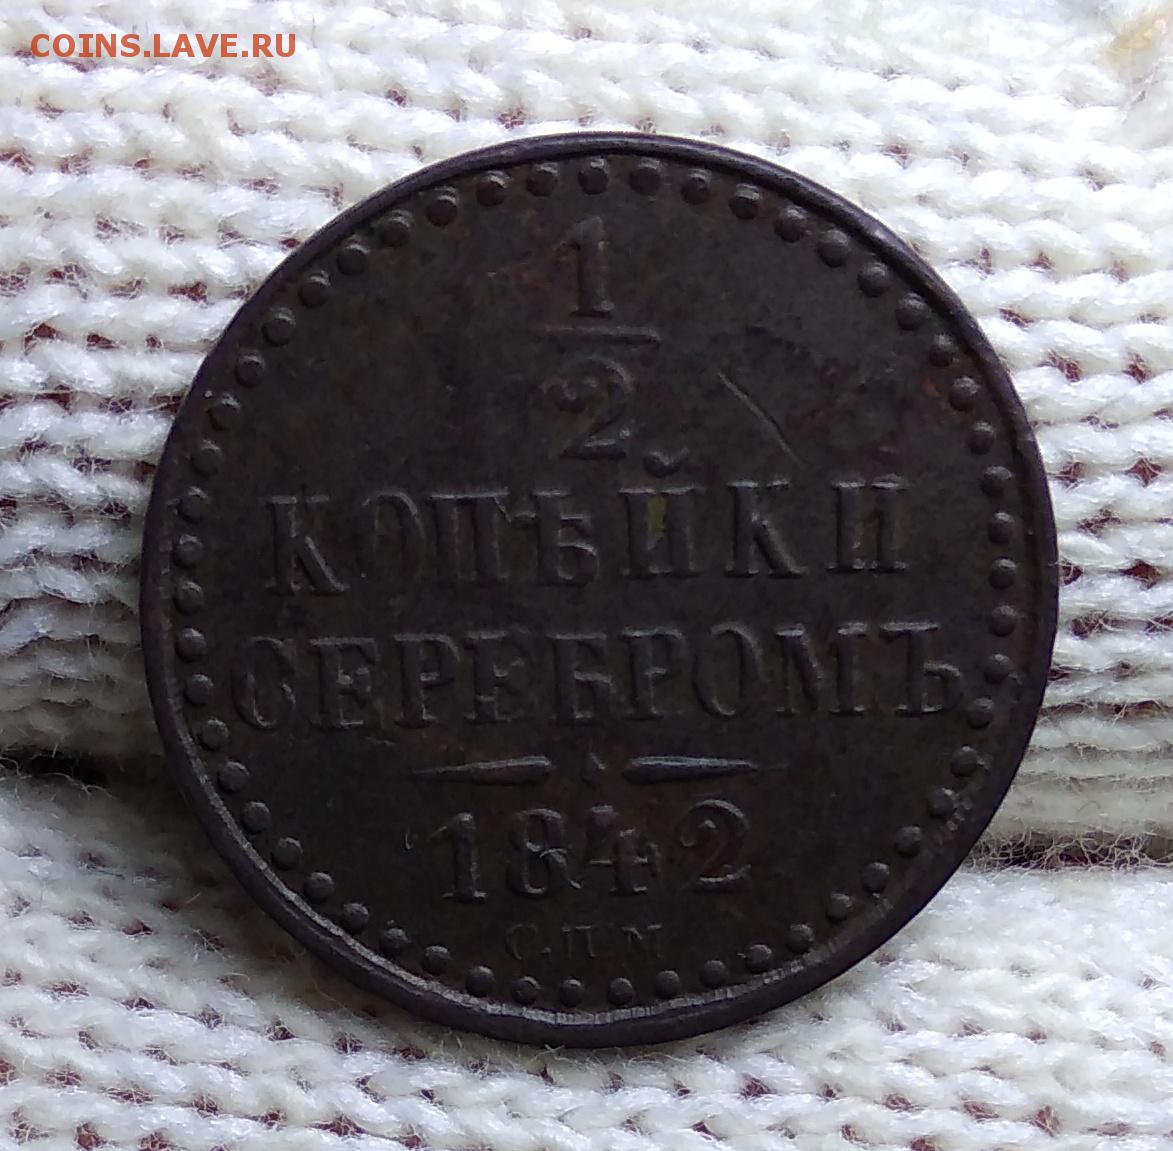 COINS.LAVE.RU
1
2
КОПѢЙКИ
СЕРЕБРОМЪ
1842
С.П.М